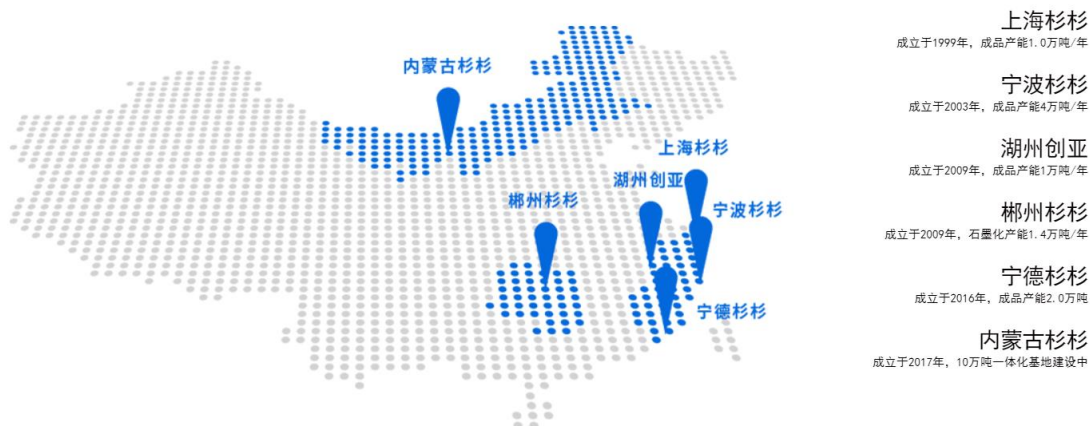 内蒙古杉杉
上海杉杉
湖州创亚
郴州杉杉
宁波杉杉
宁德杉杉
上海杉杉
成立于1999年，成品产能1.0万吨/年
宁波杉杉
成立于2003年，成品产能4万吨/年
湖州创亚
成立于2009年，成品产能1万吨/年
郴州杉杉
成立于2009年，石墨化产能1.4万吨/年
宁德杉杉
成立于2016年，成品产能2.0万吨
内蒙古杉杉
成立于2017年，10万吨一体化基地建设中